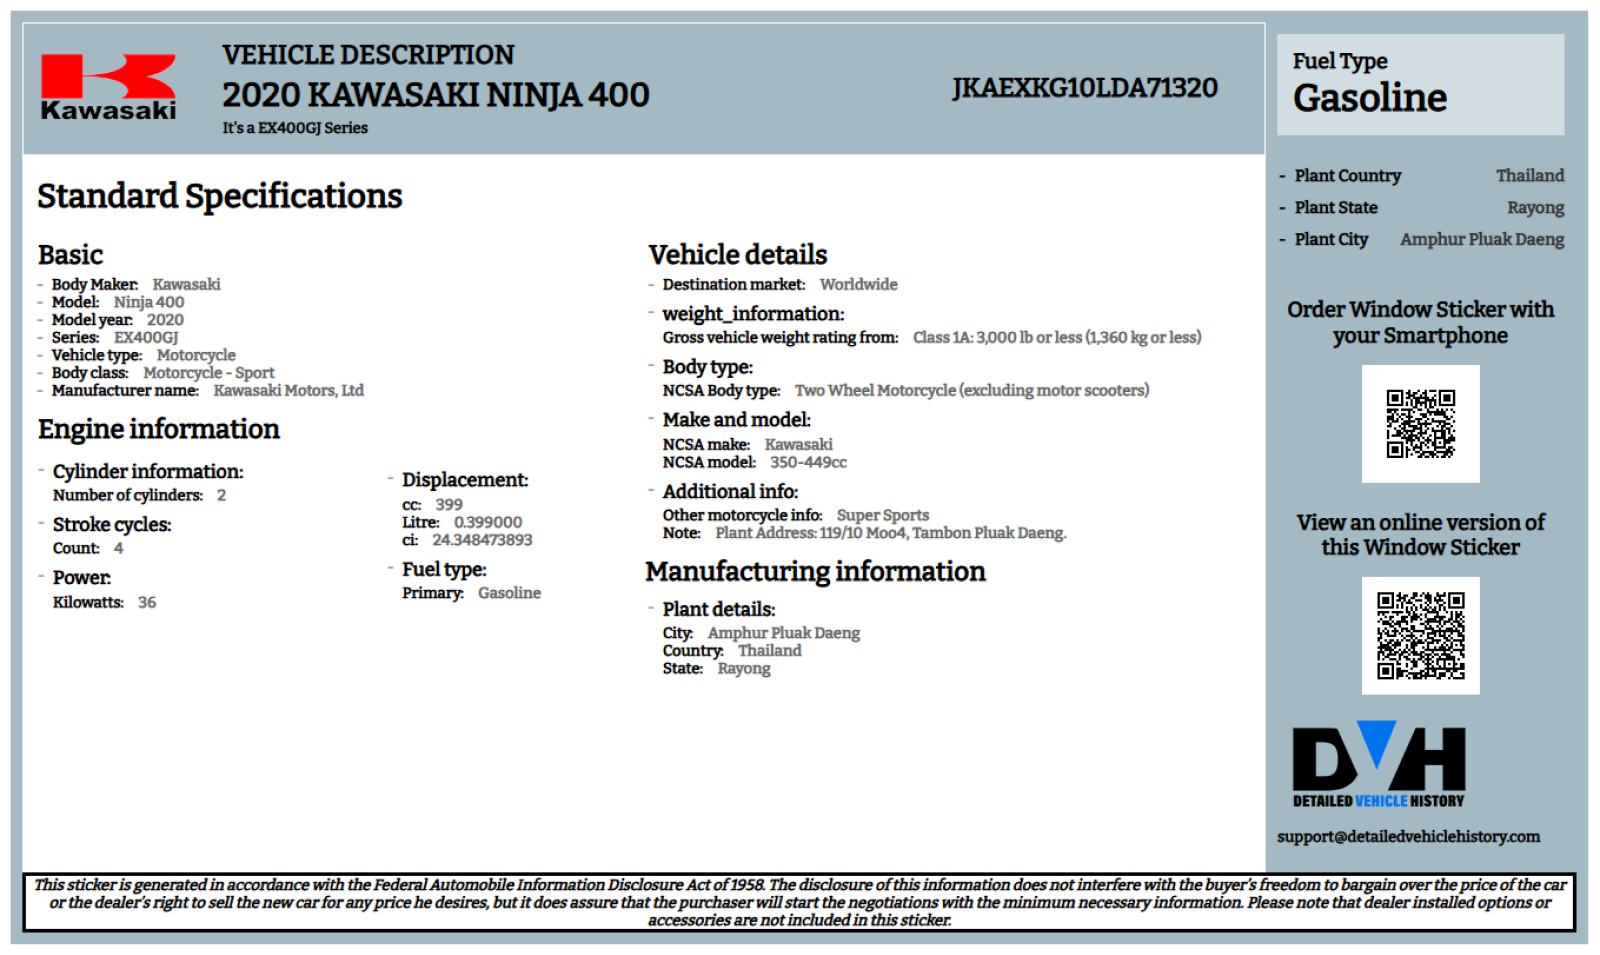 Kawasaki
VEHICLE DESCRIPTION
2020 KAWASAKI NINJA 400
It's a EX400GJ Series
JKAEXKG10LDA71320
Standard Specifications
Basic
- Body Maker: Kawasaki
- Model: Ninja 400
- Model year: 2020
- Series: EX400GJ
- Vehicle type: Motorcycle
- Body class: Motorcycle - Sport
- Manufacturer name: Kawasaki Motors, Ltd
Engine information
- Cylinder information:
Number of cylinders: 2
- Stroke cycles:
Count: 4
- Power:
Kilowatts: 36
- Displacement:
cc: 399
Litre: 0.399000
ci: 24.348473893
- Fuel type:
Primary: Gasoline
Vehicle details
- Destination market: Worldwide
- weight_information:
Gross vehicle weight rating from: Class 1A: 3,000 lb or less (1,360 kg or less)
- Body type:
NCSA Body type: Two Wheel Motorcycle (excluding motor scooters)
- Make and model:
NCSA make: Kawasaki
NCSA model: 350-449cc
- Additional info:
Other motorcycle info: Super Sports
Note: Plant Address: 119/10 Moo4, Tambon Pluak Daeng.
Manufacturing information
- Plant details:
City: Amphur Pluak Daeng
Country: Thailand
State: Rayong
Fuel Type
Gasoline
- Plant Country Thailand
- Plant State Rayong
- Plant City Amphur Pluak Daeng
Order Window Sticker with
your Smartphone
View an online version of
this Window Sticker
DVH
DETAILED VEHICLE HISTORY
support@detailedvehiclehistory.com
This sticker is generated in accordance with the Federal Automobile Information Disclosure Act of 1958. The disclosure of this information does not interfere with the buyer's freedom to bargain over the price of the car
or the dealer's right to sell the new car for any price he desires, but it does assure that the purchaser will start the negotiations with the minimum necessary information. Please note that dealer installed options or
accessories are not included in this sticker.